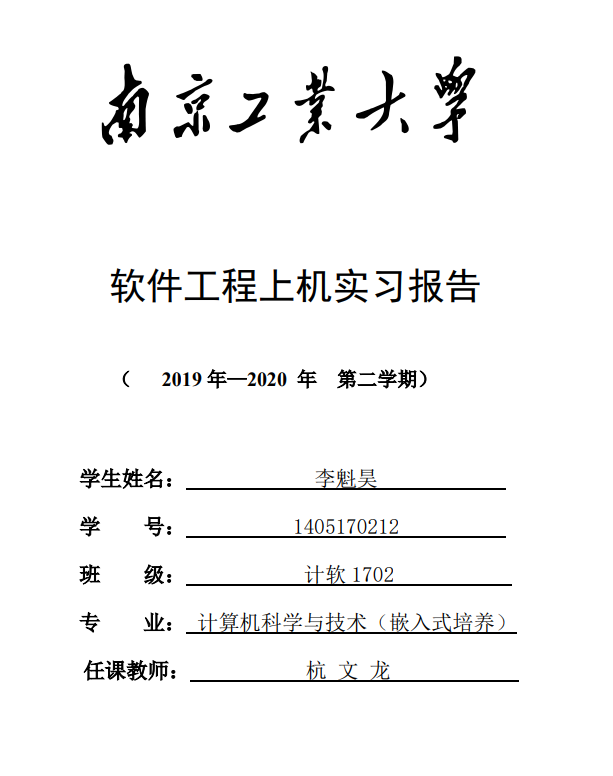 南京工业大学
软件工程上机实习报告
（ 2019 年—2020 年 第二学期）
学生姓名： 李魁昊
学 号： 1405170212
班 级： 计软 1702
专 业： 计算机科学与技术（嵌入式培养）
任课教师： 杭 文 龙